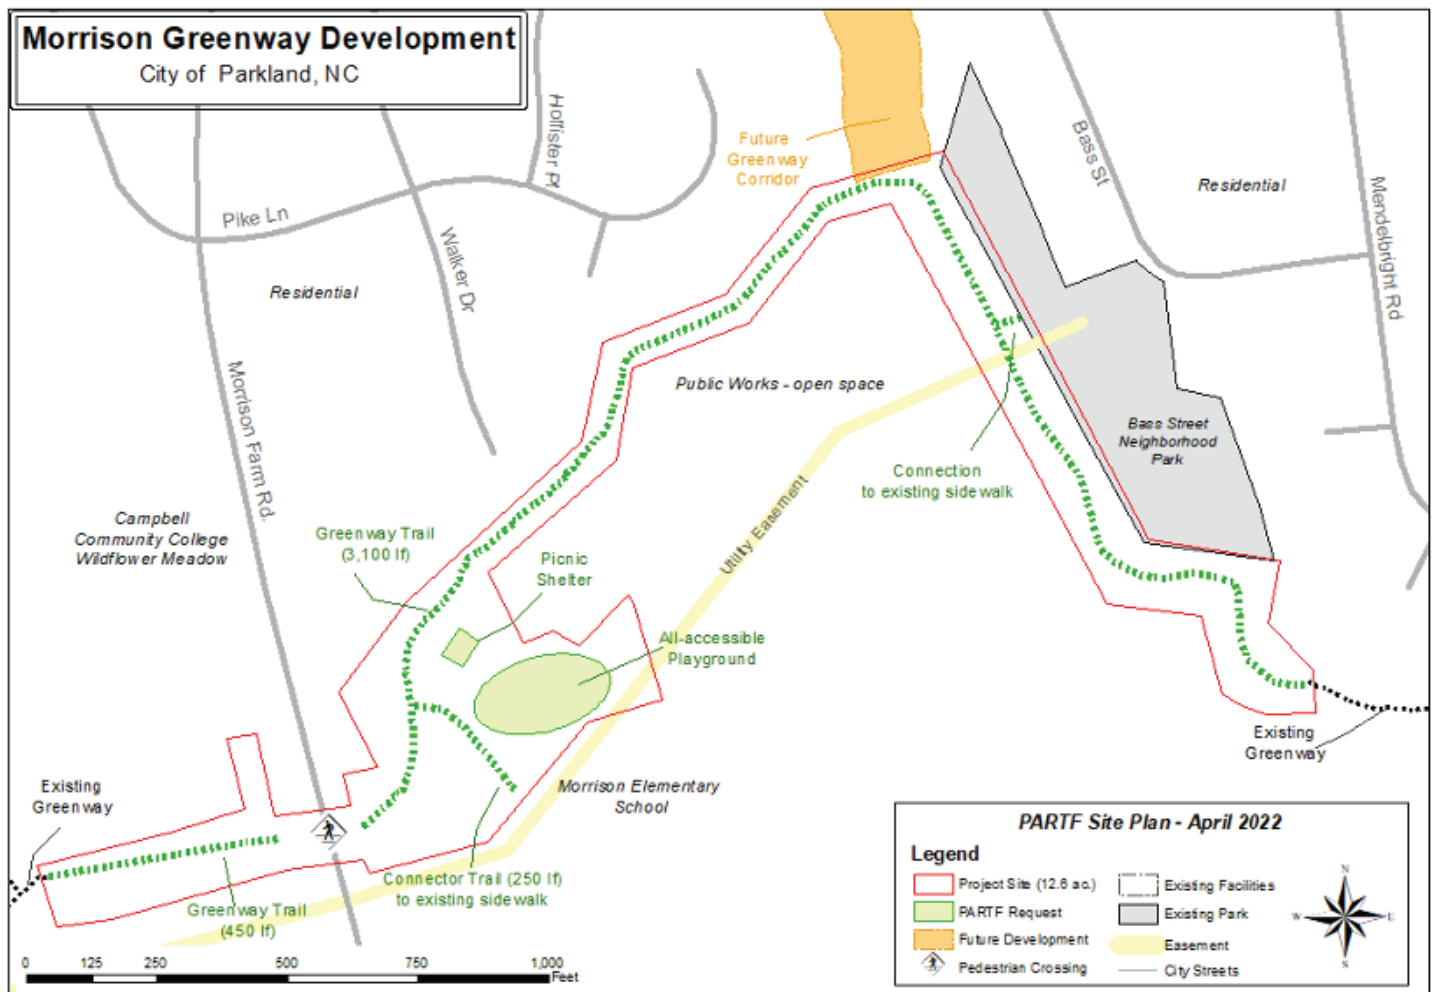 Morrison Greenway Development
City of Parkland, NC
Hollister Pl
Future
Greenway
Corridor
Bass St
Residential
Mendelbright Rd
Pike Ln
Walker Dr
Residential
Morrison Farm Rd.
Public Works - open space
Bass Street
Neighborhood
Park
Connection
to existing sidewalk
Utility Easement
Campbell
Community College
Wildflower Meadow
Greenway Trail
(3,100 lf)
Picnic
Shelter
All-accessible
Playground
Existing
Greenway
Existing
Greenway
Morrison Elementary
School
Connector Trail (250 lf)
to existing sidewalk
Greenway Trail
(450 lf)
0 125 250 500 750 1,000
Feet
PARTF Site Plan - April 2022
Legend
Project Site (12.6 ac.)
PARTF Request
Future Development
Pedestrian Crossing
Existing Facilities
Existing Park
Easement
City Streets
N
W E
S